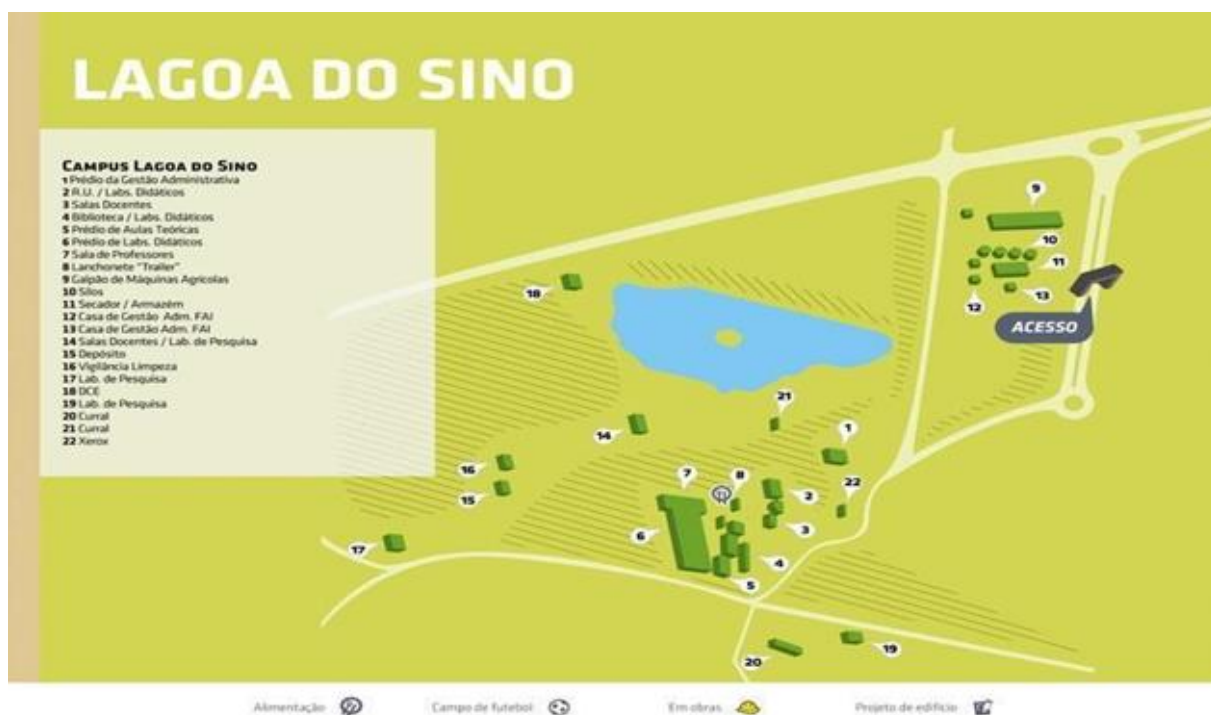 LAGOA DO SINO
CAMPUS LAGOA DO SINO
1 Prédio da Gestão Administrativa
2 R.U. / Labs. Didáticos
3 Salas Docentes
4 Biblioteca / Labs. Didáticos
5 Prédio de Aulas Teóricas
6 Prédio de Labs. Didáticos
7 Sala de Professores
8 Lanchonete "Trailer"
9 Galpão de Máquinas Agrícolas
10 Silos
11 Secador / Armazém
12 Casa de Gestão Adm. FAI
13 Casa de Gestão Adm. FAI
14 Salas Docentes / Lab. de Pesquisa
15 Depósito
16 Vigilância Limpeza
17 Lab. de Pesquisa
18 DCE
19 Lab. de Pesquisa
20 Curral
21 Curral
22 Xerox
9
10
11
18
12
13
ACESSO
21
14
1
16
7
8
22
15
2
3
6
17
4
5
19
20
Alimentação
Campo de futebol
Em obras
Projeto de edifício